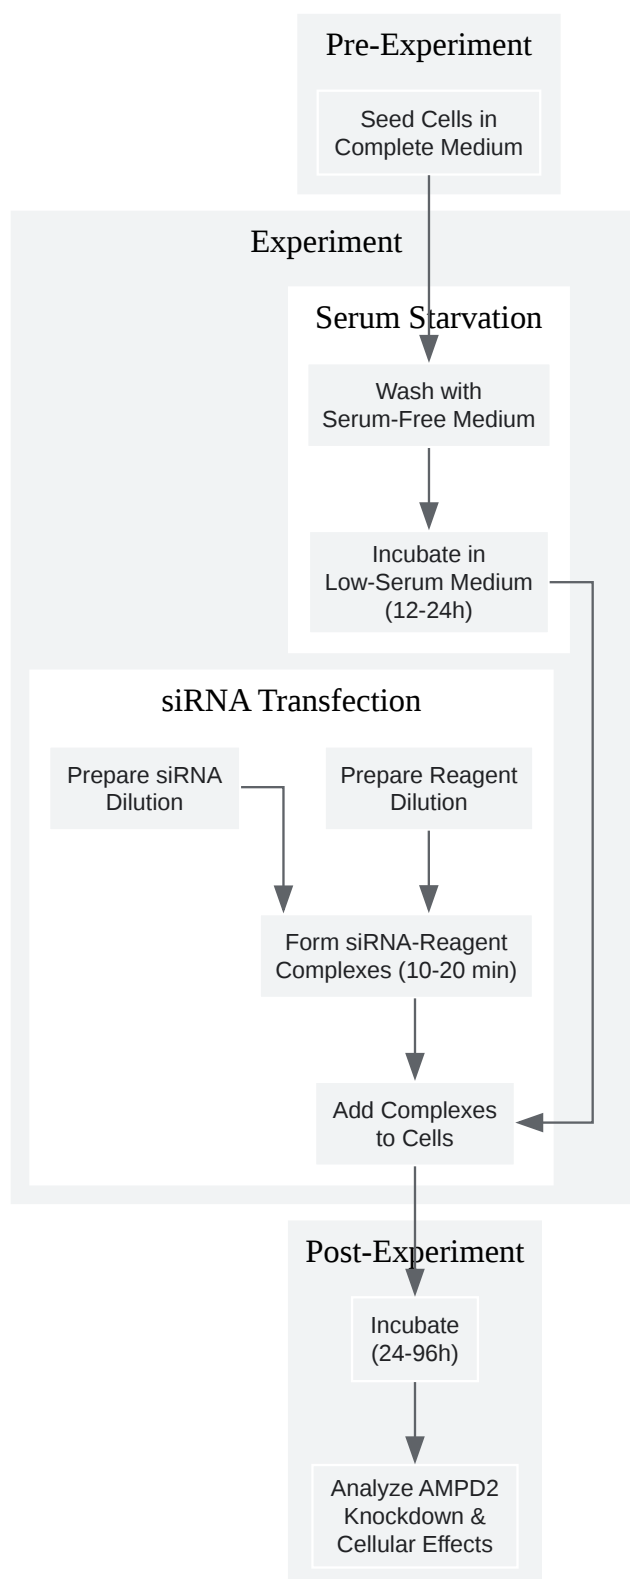 Pre-Experiment
Seed Cells in
Complete Medium
Experiment
Serum Starvation
Wash with
Serum-Free Medium
Incubate in
Low-Serum Medium
(12-24h)
siRNA Transfection
Prepare siRNA
Dilution
Prepare Reagent
Dilution
Form siRNA-Reagent
Complexes (10-20 min)
Add Complexes
to Cells
Post-Experiment
Incubate
(24-96h)
Analyze AMPD2
Knockdown &
Cellular Effects